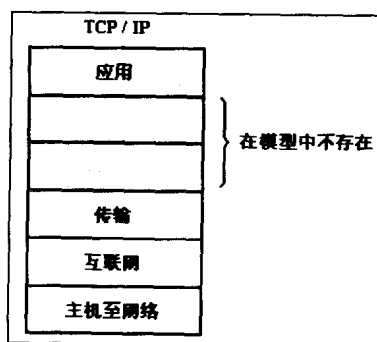 TCP / IP
应用
在模型中不存在
传输
互联网
主机至网络